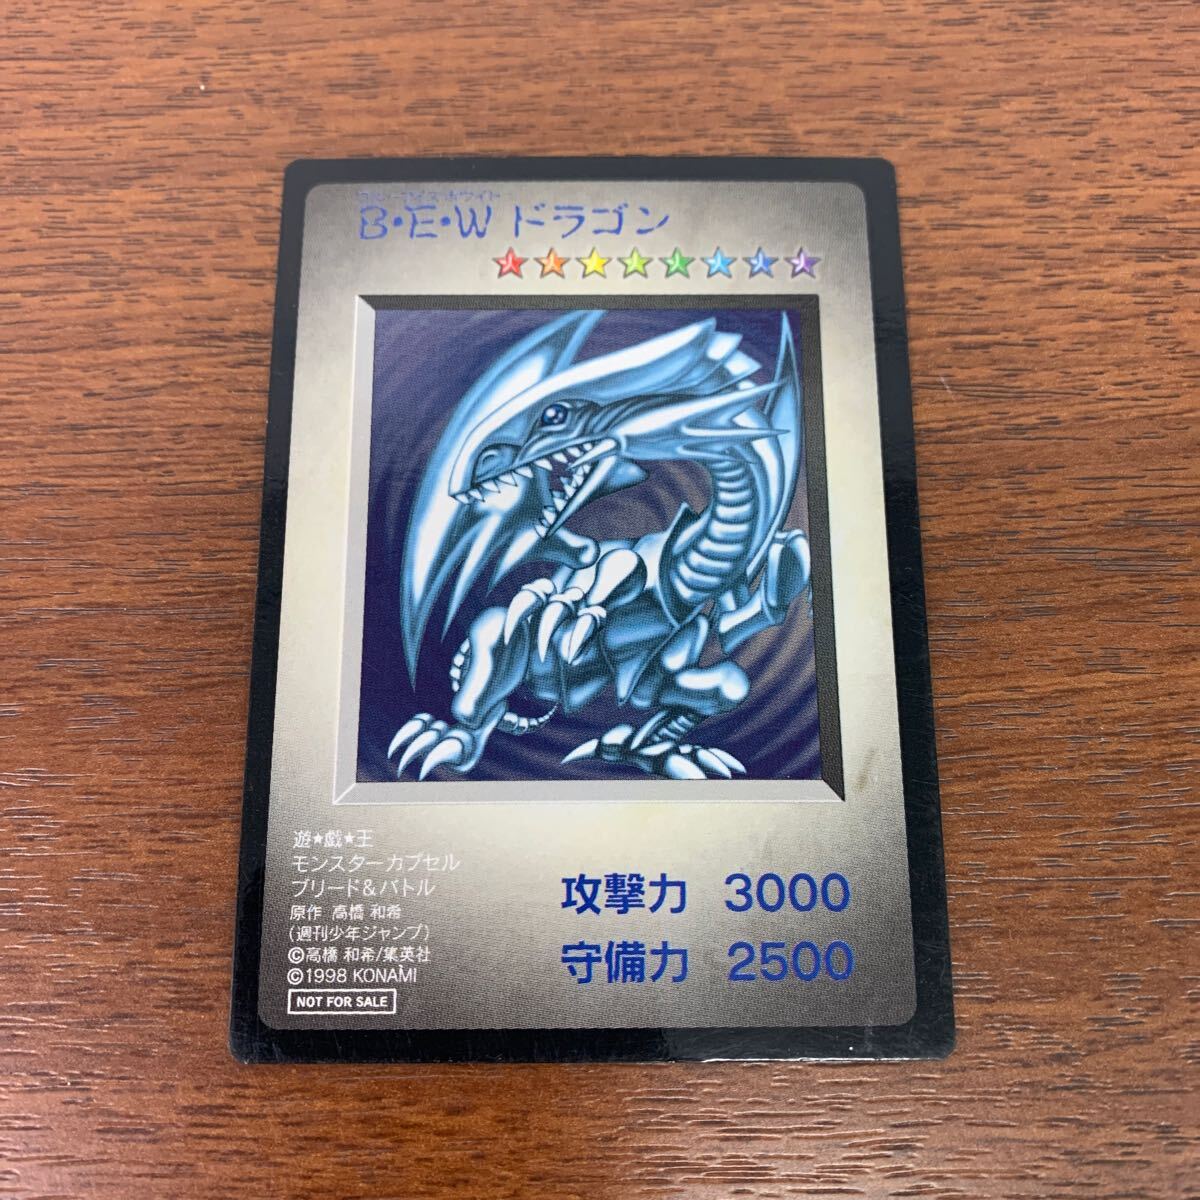 ブルーアイズホワイト
B・E・W ドラゴン
遊★戯★王
モンスターカプセル
ブリード&バトル
原作 高橋 和希
(週刊少年ジャンプ)
©高橋 和希/集英社
©1998 KONAMI
NOT FOR SALE
攻撃力 3000
守備力 2500